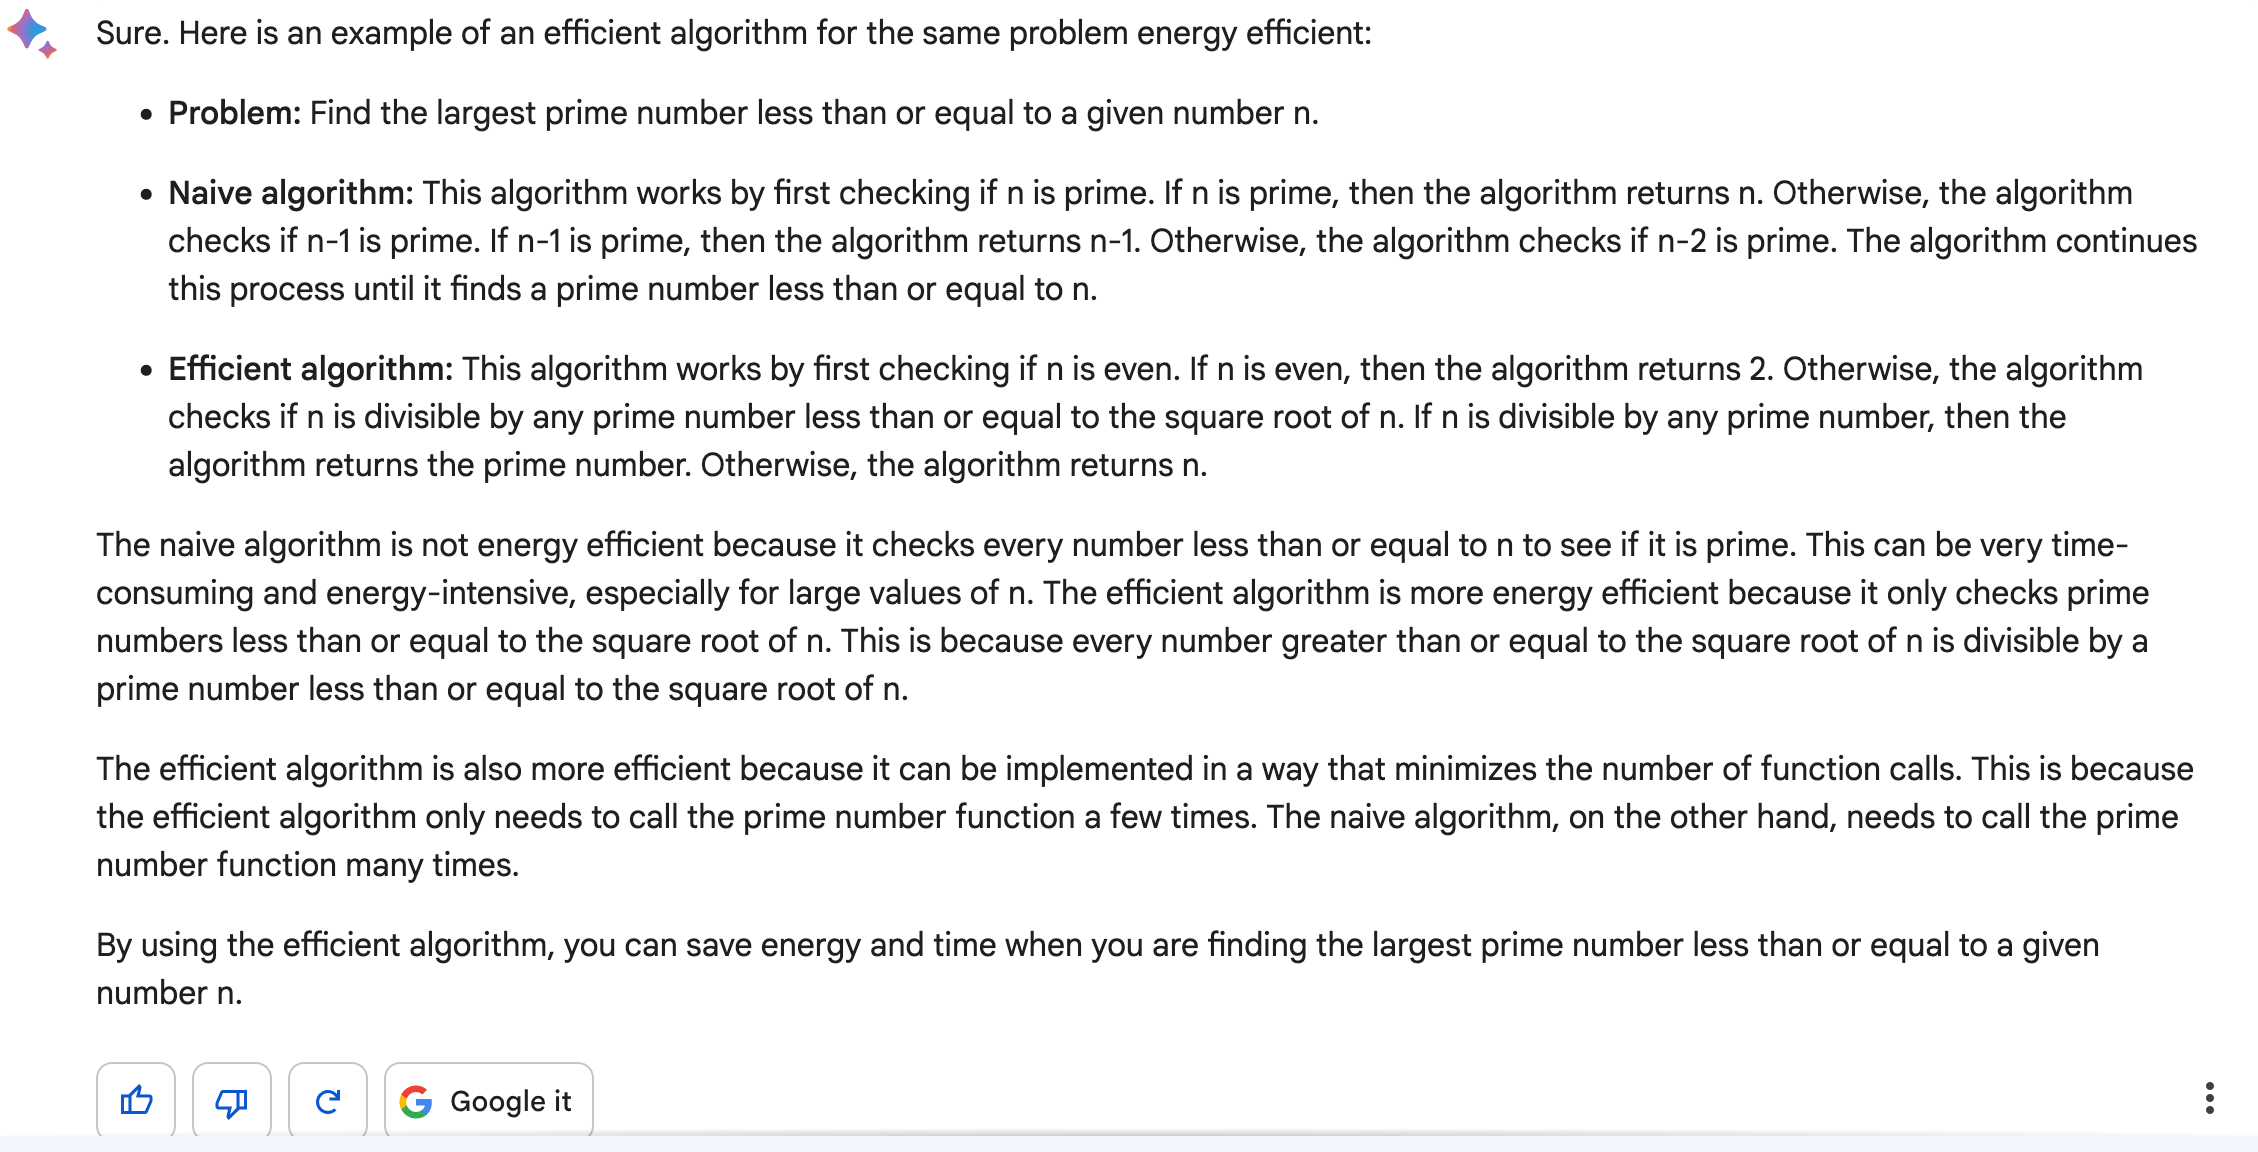 Sure. Here is an example of an efficient algorithm for the same problem energy efficient:
• Problem: Find the largest prime number less than or equal to a given number n.
• Naive algorithm: This algorithm works by first checking if n is prime. If n is prime, then the algorithm returns n. Otherwise, the algorithm
checks if n-1 is prime. If n-1 is prime, then the algorithm returns n-1. Otherwise, the algorithm checks if n-2 is prime. The algorithm continues
this process until it finds a prime number less than or equal to n.
• Efficient algorithm: This algorithm works by first checking if n is even. If n is even, then the algorithm returns 2. Otherwise, the algorithm
checks if n is divisible by any prime number less than or equal to the square root of n. If n is divisible by any prime number, then the
algorithm returns the prime number. Otherwise, the algorithm returns n.
The naive algorithm is not energy efficient because it checks every number less than or equal to n to see if it is prime. This can be very time-
consuming and energy-intensive, especially for large values of n. The efficient algorithm is more energy efficient because it only checks prime
numbers less than or equal to the square root of n. This is because every number greater than or equal to the square root of n is divisible by a
prime number less than or equal to the square root of n.
The efficient algorithm is also more efficient because it can be implemented in a way that minimizes the number of function calls. This is because
the efficient algorithm only needs to call the prime number function a few times. The naive algorithm, on the other hand, needs to call the prime
number function many times.
By using the efficient algorithm, you can save energy and time when you are finding the largest prime number less than or equal to a given
number n.
Google it